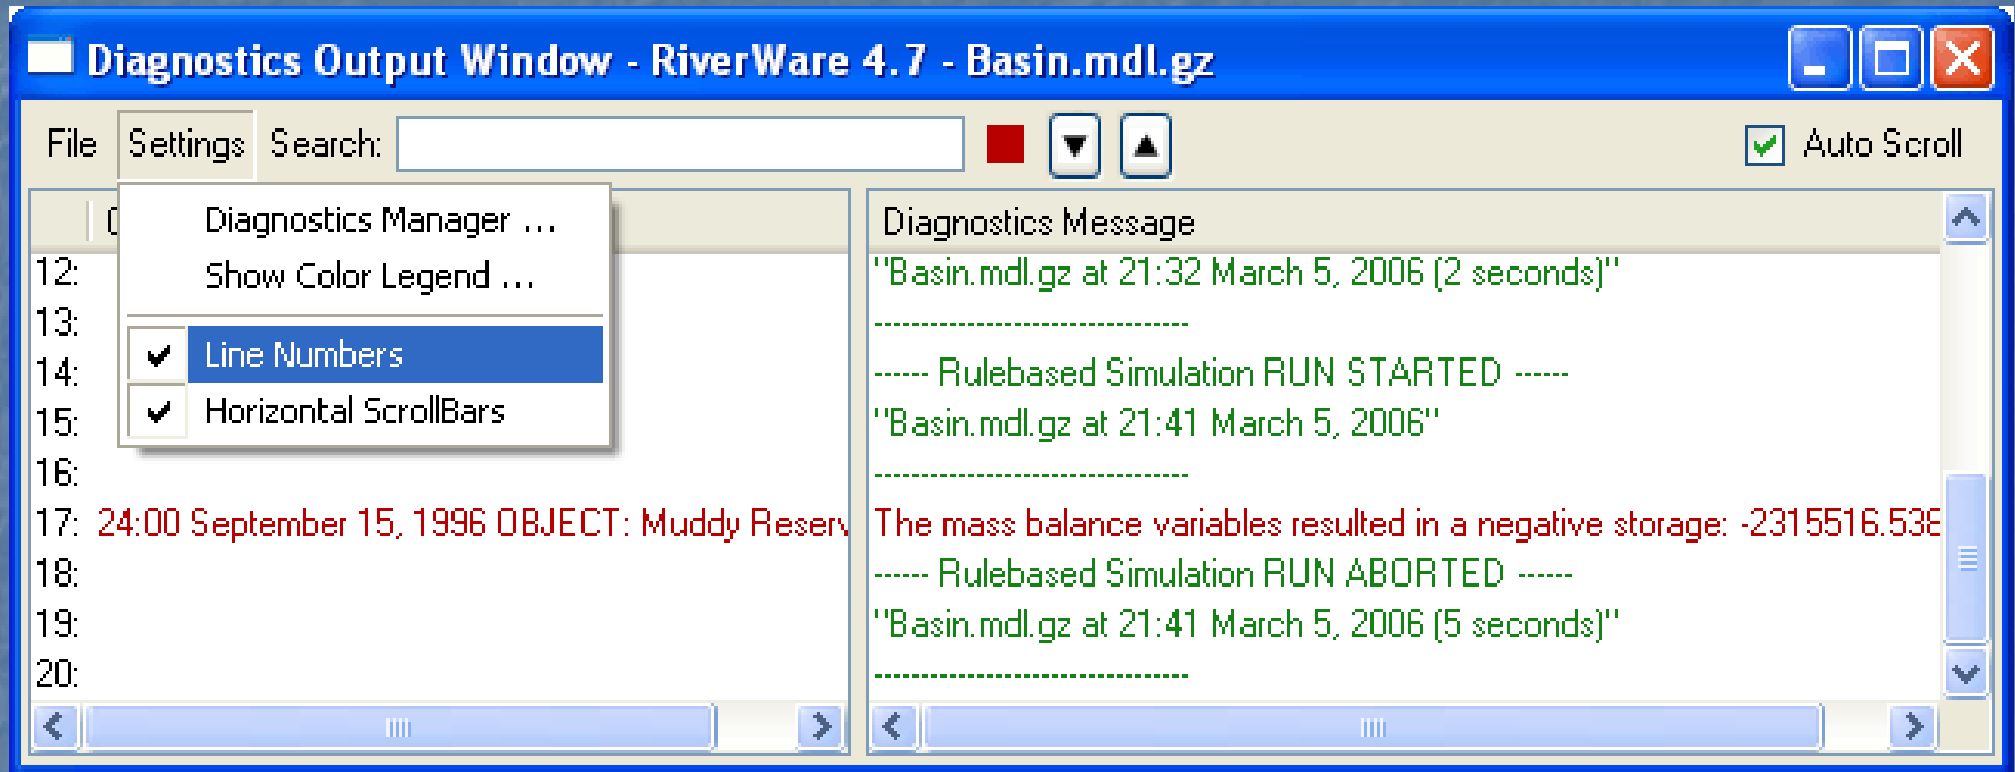 Diagnostics Output Window - RiverWare 4.7 - Basin.mdl.gz
File Settings Search: Auto Scroll
Diagnostics Manager ...
Show Color Legend ...
Line Numbers
Horizontal ScrollBars
Diagnostics Message
12: "Basin.mdl.gz at 21:32 March 5, 2006 (2 seconds)"
13: --------------------------------
14: ------ Rulebased Simulation RUN STARTED ------
15: "Basin.mdl.gz at 21:41 March 5, 2006"
16: --------------------------------
17: 24:00 September 15, 1996 OBJECT: Muddy Reserv The mass balance variables resulted in a negative storage: -2315516.538
18: ------ Rulebased Simulation RUN ABORTED ------
19: "Basin.mdl.gz at 21:41 March 5, 2006 (5 seconds)"
20: --------------------------------